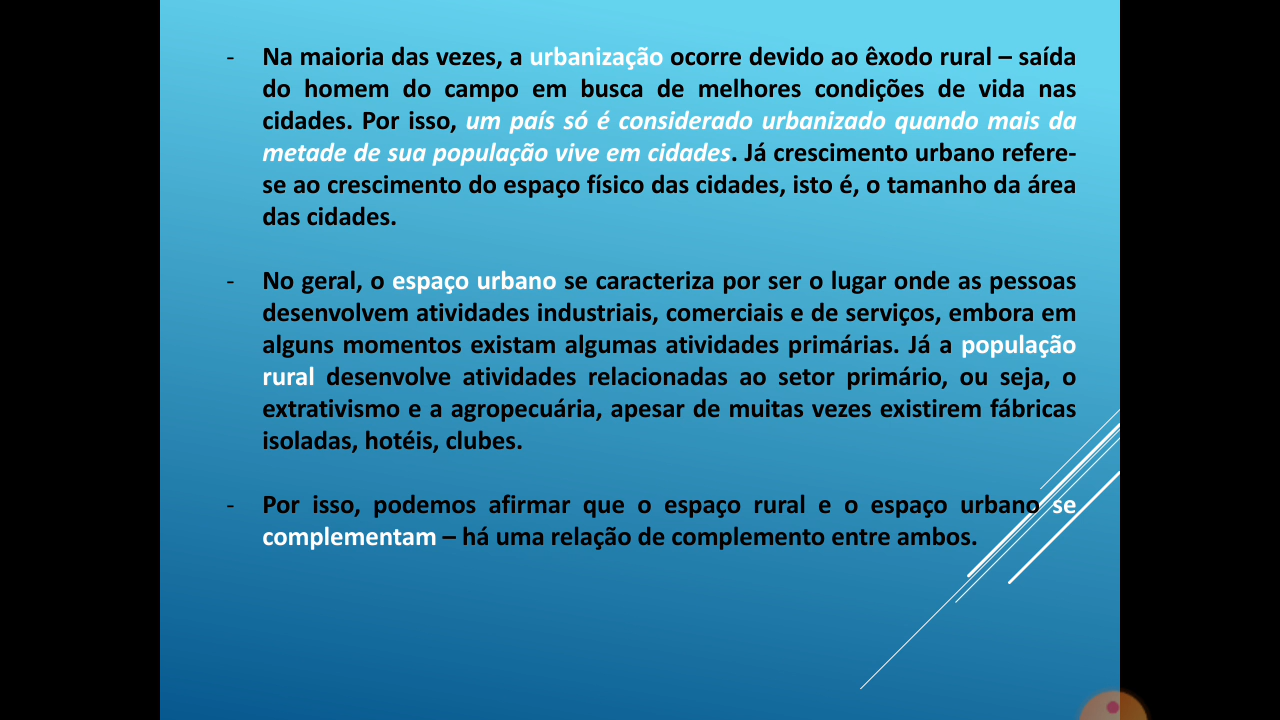 - Na maioria das vezes, a urbanização ocorre devido ao êxodo rural – saída
do homem do campo em busca de melhores condições de vida nas
cidades. Por isso, um país só é considerado urbanizado quando mais da
metade de sua população vive em cidades. Já crescimento urbano refere-
se ao crescimento do espaço físico das cidades, isto é, o tamanho da área
das cidades.
- No geral, o espaço urbano se caracteriza por ser o lugar onde as pessoas
desenvolvem atividades industriais, comerciais e de serviços, embora em
alguns momentos existam algumas atividades primárias. Já a população
rural desenvolve atividades relacionadas ao setor primário, ou seja, o
extrativismo e a agropecuária, apesar de muitas vezes existirem fábricas
isoladas, hotéis, clubes.
- Por isso, podemos afirmar que o espaço rural e o espaço urbano se
complementam – há uma relação de complemento entre ambos.